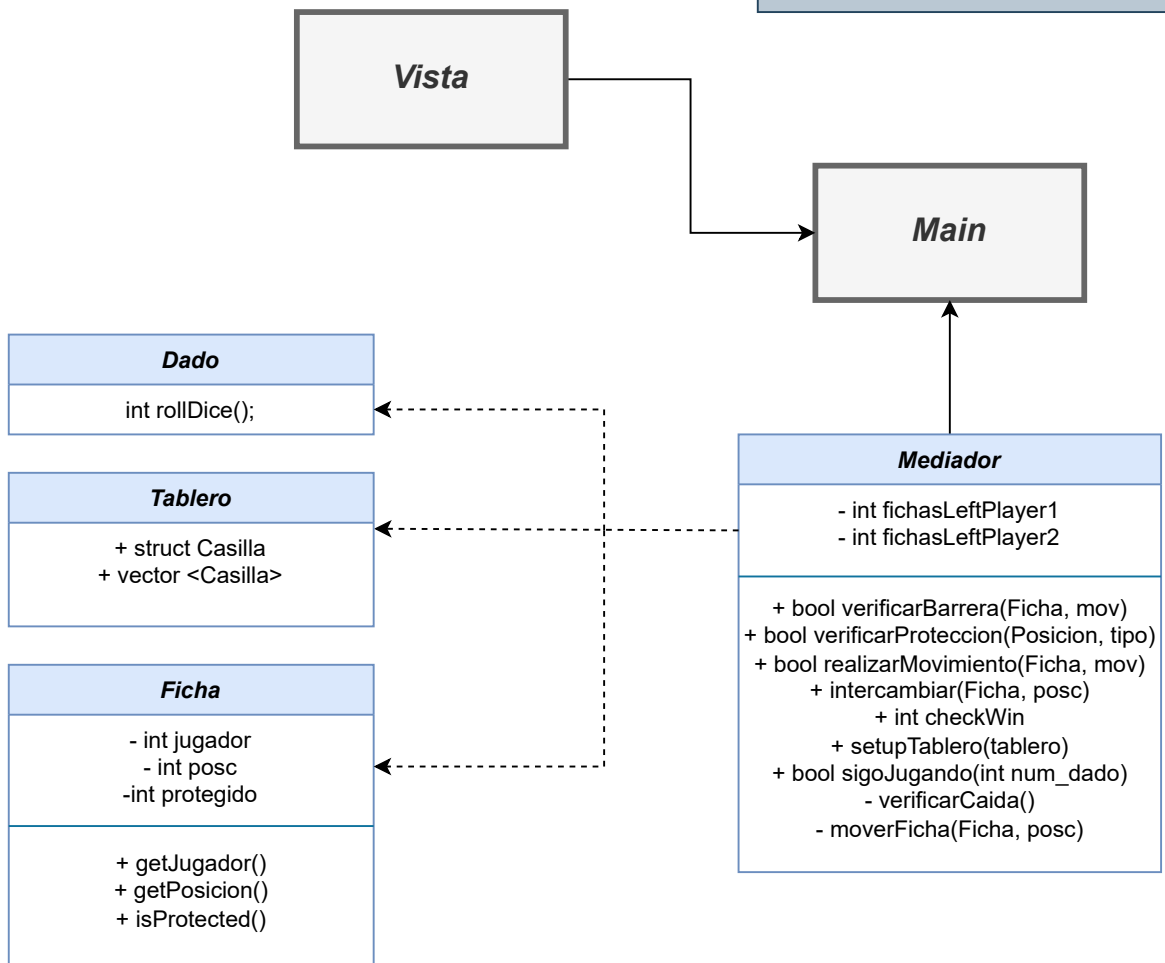 Vista
Main
Dado
int rollDice();
Tablero
+ struct Casilla
+ vector <Casilla>
Ficha
- int jugador
- int posc
-int protegido
+ getJugador()
+ getPosicion()
+ isProtected()
Mediador
- int fichasLeftPlayer1
- int fichasLeftPlayer2
+ bool verificarBarrera(Ficha, mov)
+ bool verificarProteccion(Posicion, tipo)
+ bool realizarMovimiento(Ficha, mov)
+ intercambiar(Ficha, posc)
+ int checkWin
+ setupTablero(tablero)
+ bool sigoJugando(int num_dado)
- verificarCaida()
- moverFicha(Ficha, posc)